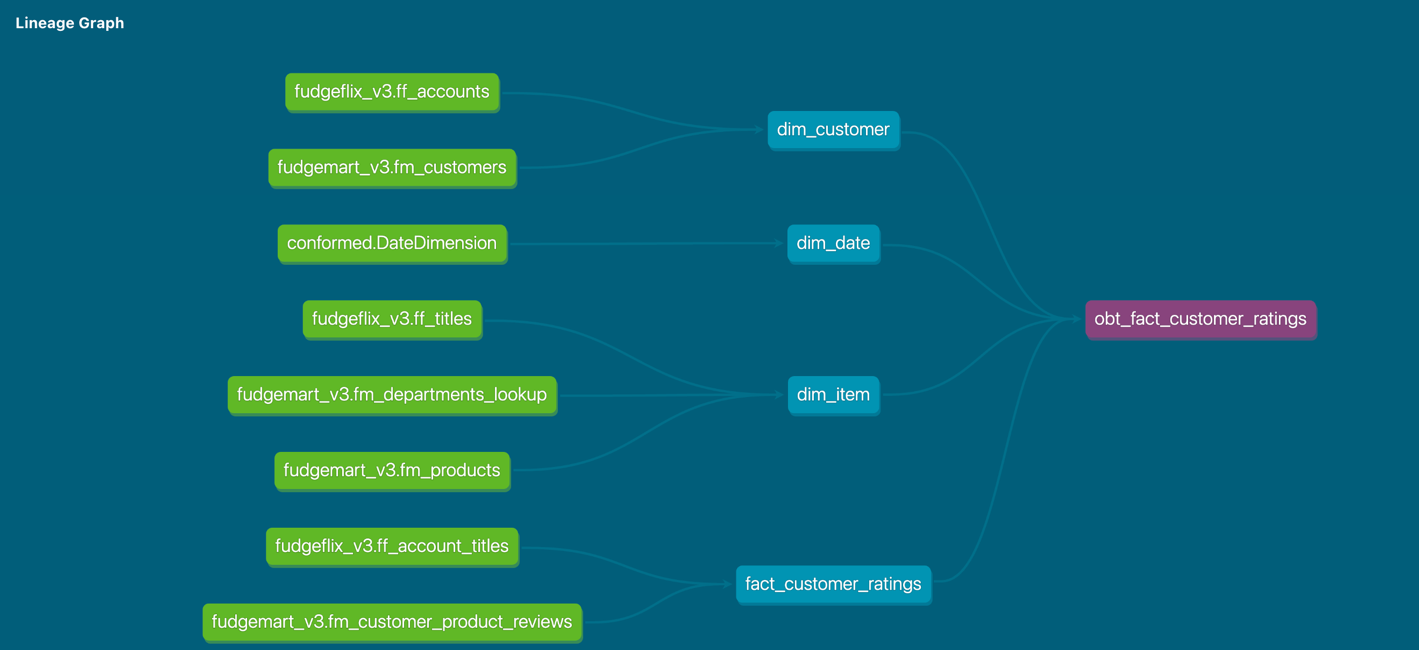 Lineage Graph
fudgeflix_v3.ff_accounts
dim_customer
fudgemart_v3.fm_customers
conformed.DateDimension
dim_date
fudgeflix_v3.ff_titles
obt_fact_customer_ratings
fudgemart_v3.fm_departments_lookup
dim_item
fudgemart_v3.fm_products
fudgeflix_v3.ff_account_titles
fact_customer_ratings
fudgemart_v3.fm_customer_product_reviews